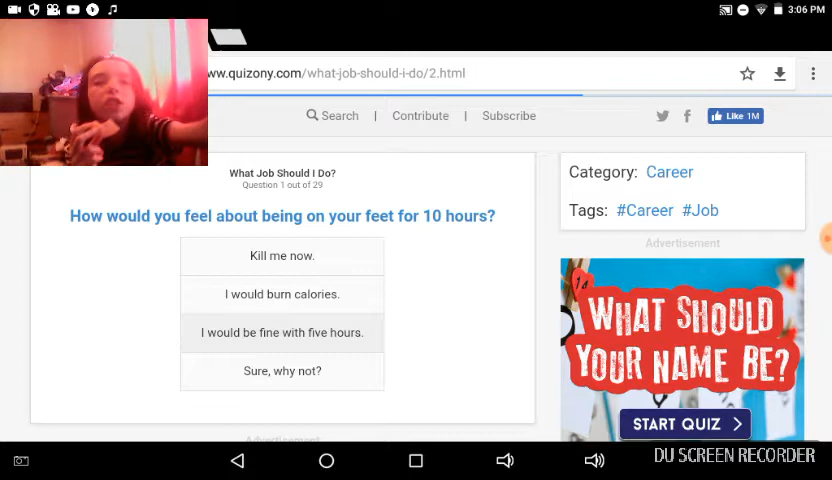 3:06 PM
ww.quizony.com/what-job-should-i-do/2.html
Search | Contribute | Subscribe
Like 1M
What Job Should I Do?
Question 1 out of 29
How would you feel about being on your feet for 10 hours?
Kill me now.
I would burn calories.
I would be fine with five hours.
Sure, why not?
Category: Career
Tags: #Career #Job
Advertisement
WHAT SHOULD
YOUR NAME BE?
START QUIZ
Advertisement
DU SCREEN RECORDER